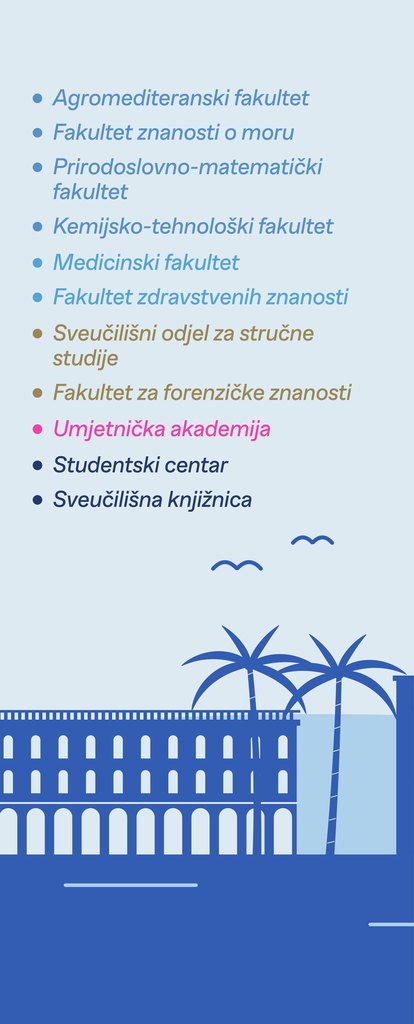 • Agromediteranski fakultet
• Fakultet znanosti o moru
• Prirodoslovno-matematički
fakultet
• Kemijsko-tehnološki fakultet
• Medicinski fakultet
• Fakultet zdravstvenih znanosti
• Sveučilišni odjel za stručne
studije
• Fakultet za forenzičke znanosti
• Umjetnička akademija
• Studentski centar
• Sveučilišna knjižnica